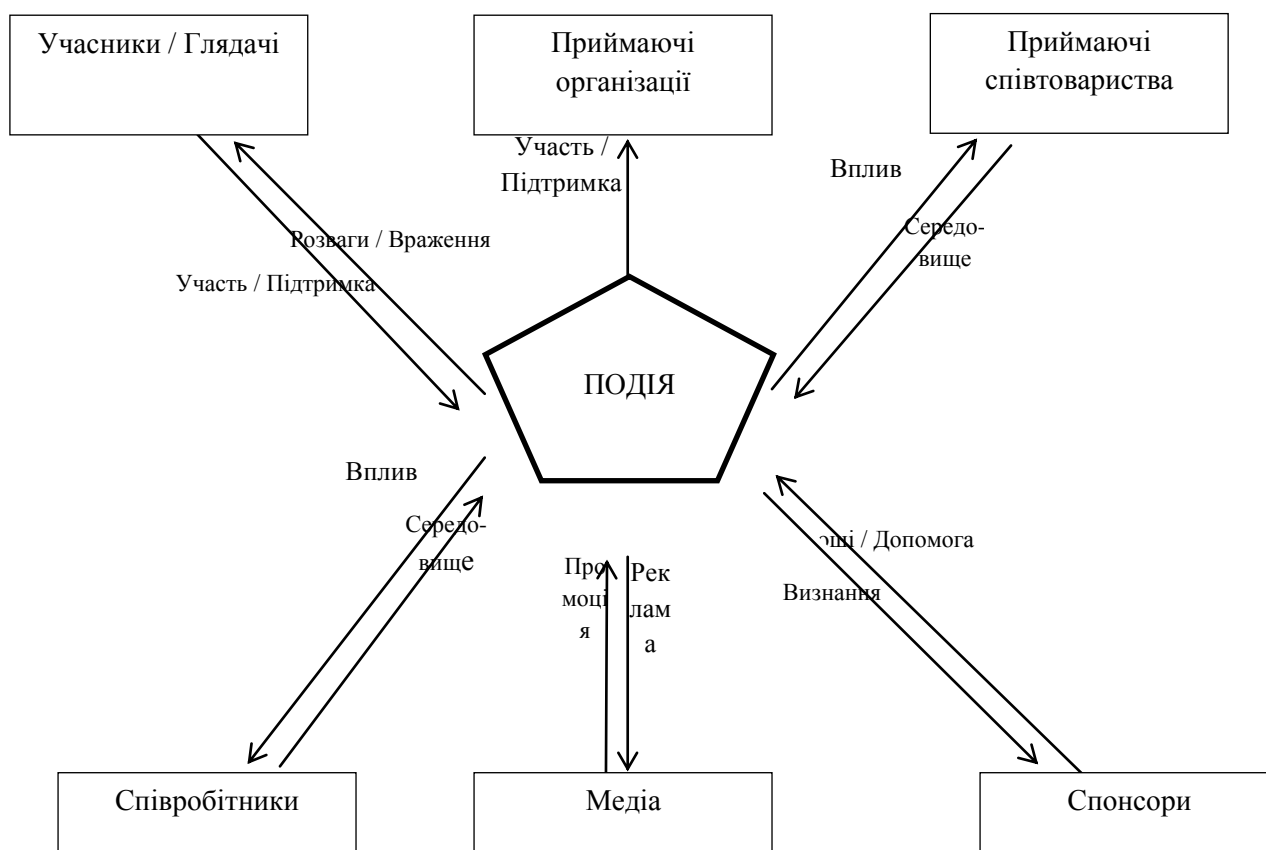 Учасники / Глядачі
Приймаючі
організації
Приймаючі
співтовариства
Участь /
Підтримка
Вплив
Середо-
вище
Розваги / Враження
Участь / Підтримка
ПОДІЯ
Вплив
Середо-
вище
Про
моці
я
Рек
лам
а
/ Допомога
Визнання
Співробітники
Медіа
Спонсори